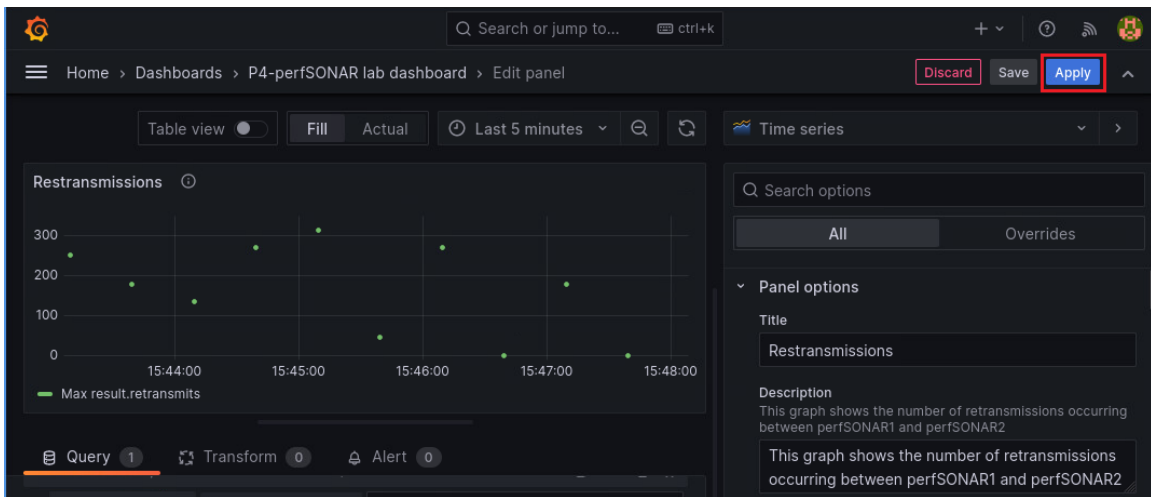 Search or jump to... ctrl+k
Home > Dashboards > P4-perfSONAR lab dashboard > Edit panel
Discard Save Apply
Table view Fill Actual Last 5 minutes
Time series
Restransmissions
Search options
All Overrides
300
200
100
0
15:44:00 15:45:00 15:46:00 15:47:00 15:48:00
Max result.retransmits
Panel options
Title
Restransmissions
Description
This graph shows the number of retransmissions occurring
between perfSONAR1 and perfSONAR2
This graph shows the number of retransmissions
occurring between perfSONAR1 and perfSONAR2
Query 1 Transform 0 Alert 0